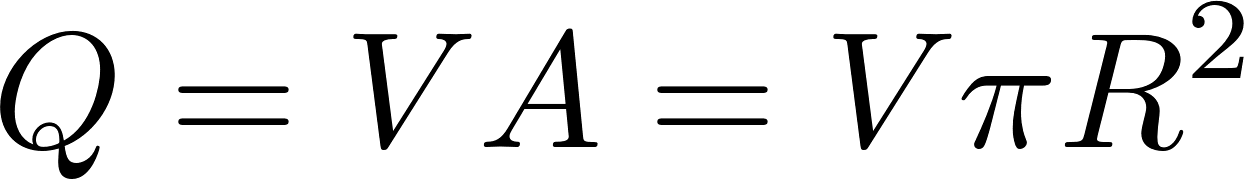 Q = VA = VπR²